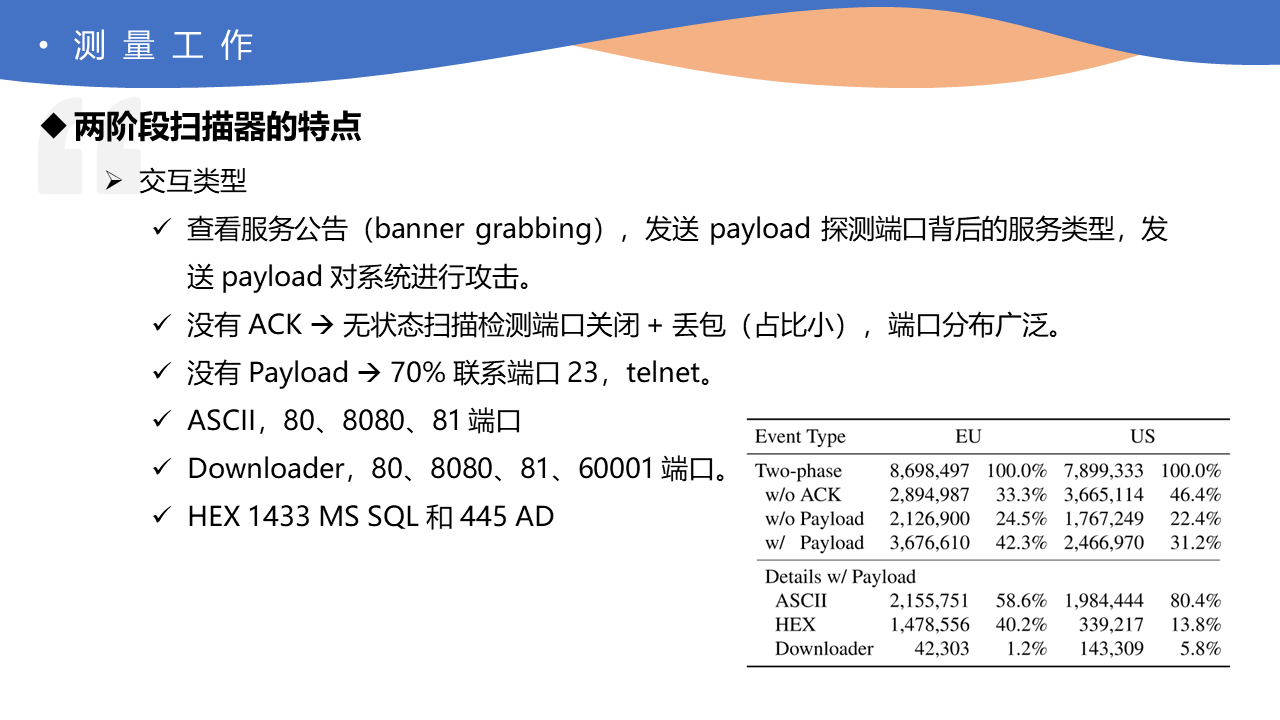 • 测量工作
◆两阶段扫描器的特点
➢ 交互类型
✓ 查看服务公告（banner grabbing），发送 payload 探测端口背后的服务类型，发
送 payload 对系统进行攻击。
✓ 没有 ACK → 无状态扫描检测端口关闭 + 丢包（占比小），端口分布广泛。
✓ 没有 Payload → 70% 联系端口 23，telnet。
✓ ASCII，80、8080、81 端口
✓ Downloader，80、8080、81、60001 端口。
✓ HEX 1433 MS SQL 和 445 AD
Event Type EU US
Two-phase 8,698,497 100.0% 7,899,333 100.0%
w/o ACK 2,894,987 33.3% 3,665,114 46.4%
w/o Payload 2,126,900 24.5% 1,767,249 22.4%
w/ Payload 3,676,610 42.3% 2,466,970 31.2%
Details w/ Payload
ASCII 2,155,751 58.6% 1,984,444 80.4%
HEX 1,478,556 40.2% 339,217 13.8%
Downloader 42,303 1.2% 143,309 5.8%